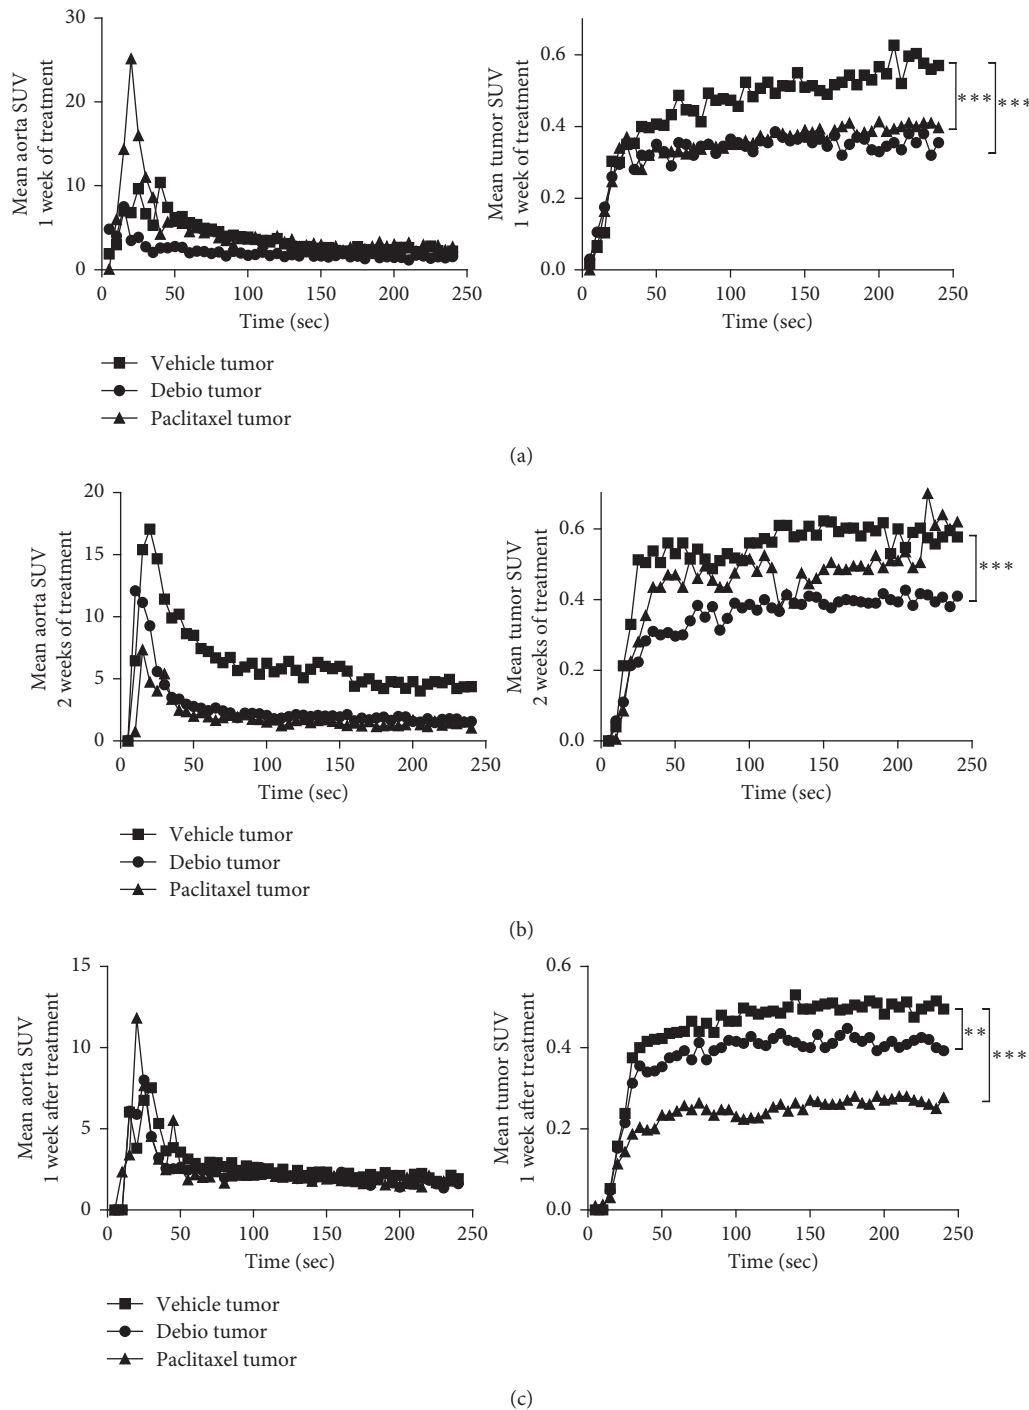 Mean aorta SUV
1 week of treatment
30
20
10
0
0 50 100 150 200 250
Time (sec)
Mean tumor SUV
1 week of treatment
0.6
0.4
0.2
0.0
0 50 100 150 200 250
Time (sec)
*** ***
Vehicle tumor
Debio tumor
Paclitaxel tumor
(a)
Mean aorta SUV
2 weeks of treatment
20
15
10
5
0
0 50 100 150 200 250
Time (sec)
Mean tumor SUV
2 weeks of treatment
0.6
0.4
0.2
0.0
0 50 100 150 200 250
Time (sec)
***
Vehicle tumor
Debio tumor
Paclitaxel tumor
(b)
Mean aorta SUV
1 week after treatment
15
10
5
0
0 50 100 150 200 250
Time (sec)
Mean tumor SUV
1 week after treatment
0.6
0.4
0.2
0.0
0 50 100 150 200 250
Time (sec)
**
***
Vehicle tumor
Debio tumor
Paclitaxel tumor
(c)